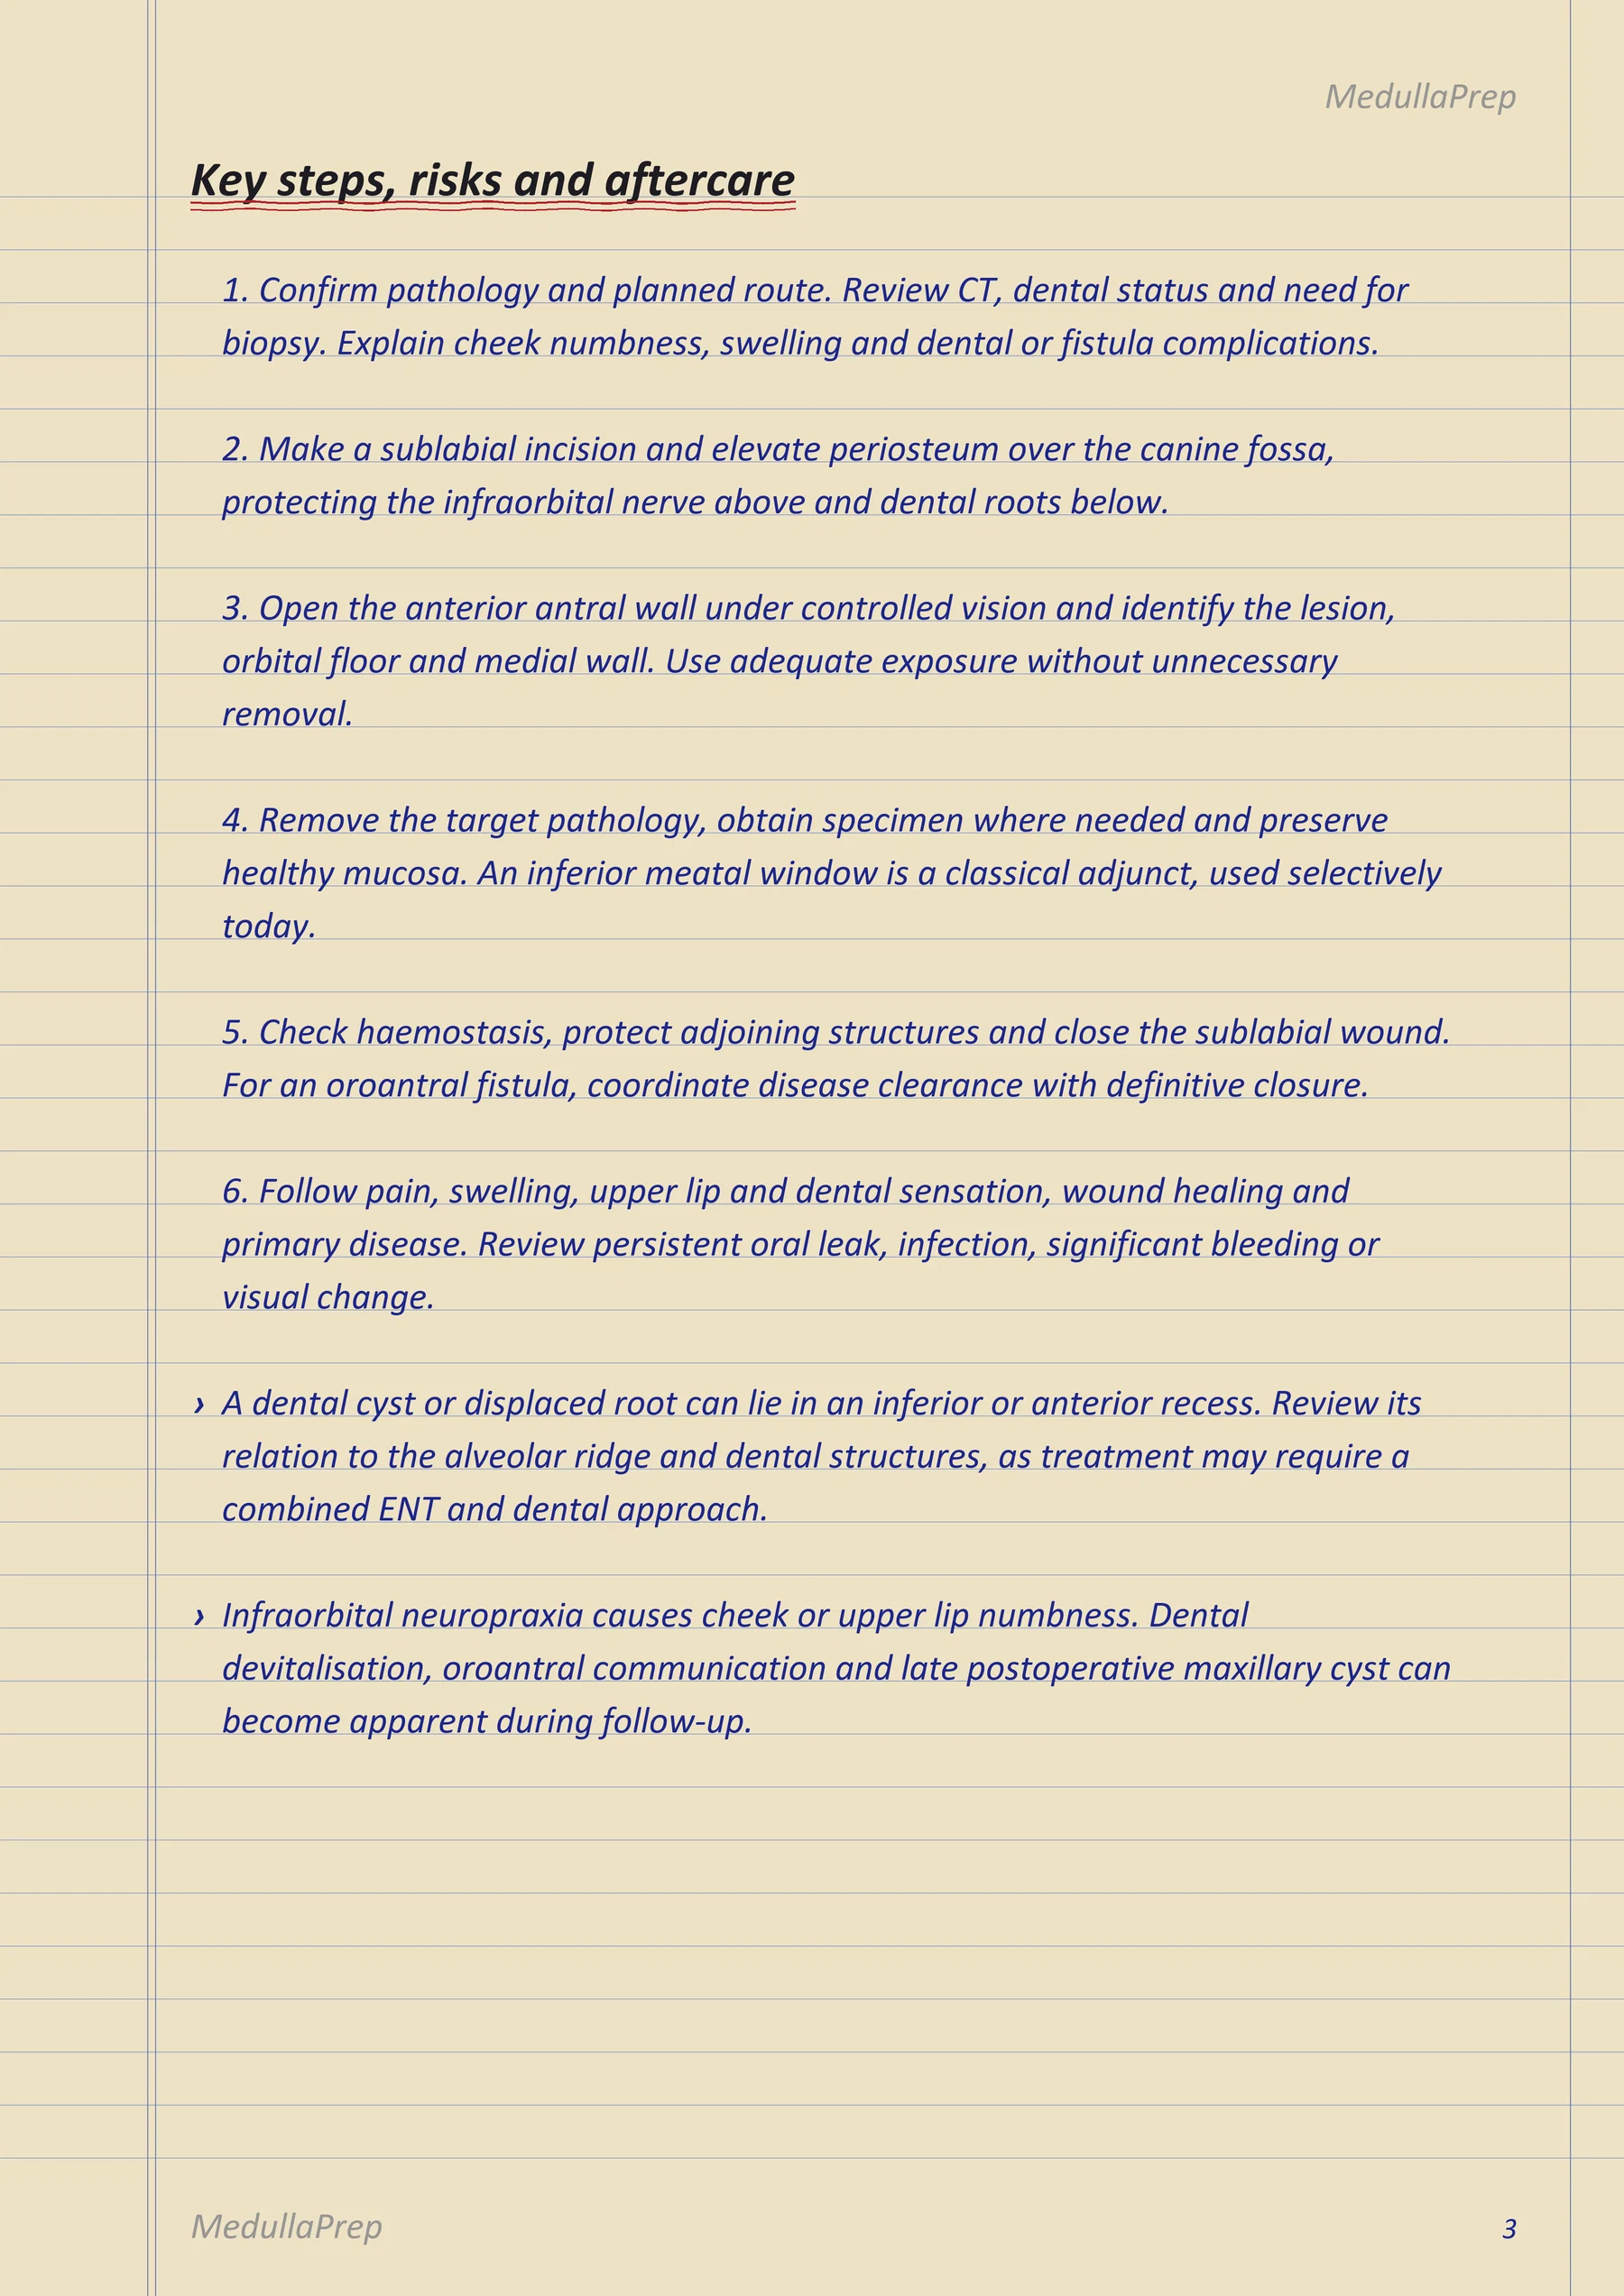 MedullaPrep
Key steps, risks and aftercare
1. Confirm pathology and planned route. Review CT, dental status and need for
biopsy. Explain cheek numbness, swelling and dental or fistula complications.
2. Make a sublabial incision and elevate periosteum over the canine fossa,
protecting the infraorbital nerve above and dental roots below.
3. Open the anterior antral wall under controlled vision and identify the lesion,
orbital floor and medial wall. Use adequate exposure without unnecessary
removal.
4. Remove the target pathology, obtain specimen where needed and preserve
healthy mucosa. An inferior meatal window is a classical adjunct, used selectively
today.
5. Check haemostasis, protect adjoining structures and close the sublabial wound.
For an oroantral fistula, coordinate disease clearance with definitive closure.
6. Follow pain, swelling, upper lip and dental sensation, wound healing and
primary disease. Review persistent oral leak, infection, significant bleeding or
visual change.
› A dental cyst or displaced root can lie in an inferior or anterior recess. Review its
relation to the alveolar ridge and dental structures, as treatment may require a
combined ENT and dental approach.
› Infraorbital neuropraxia causes cheek or upper lip numbness. Dental
devitalisation, oroantral communication and late postoperative maxillary cyst can
become apparent during follow-up.
MedullaPrep
3